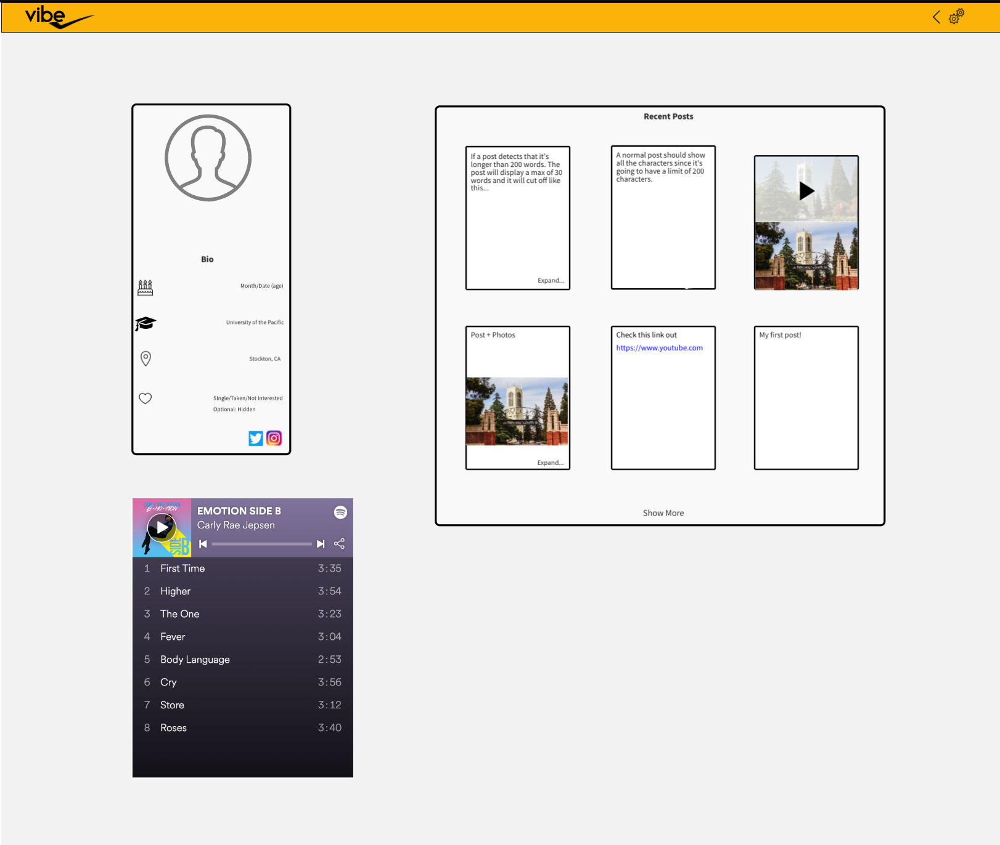 vibe
Bio
Month/Date (age)
University of the Pacific
Stockton, CA
SIngle/Taken/Not Interested
Optional: Hidden
Recent Posts
If a post detects that it's
longer than 200 words. The
post will display a max of 30
words and it will cut off like
this...
Expand...
A normal post should show
all the characters since it's
going to have a limit of 200
characters.
Post + Photos
Expand...
Check this link out
https://www.youtube.com
My first post!
Show More
CARLY RAE JEPSEN
E•MO•TION
SIDE B
EMOTION SIDE B
Carly Rae Jepsen
1 First Time 3:35
2 Higher 3:54
3 The One 3:23
4 Fever 3:04
5 Body Language 2:53
6 Cry 3:56
7 Store 3:12
8 Roses 3:40